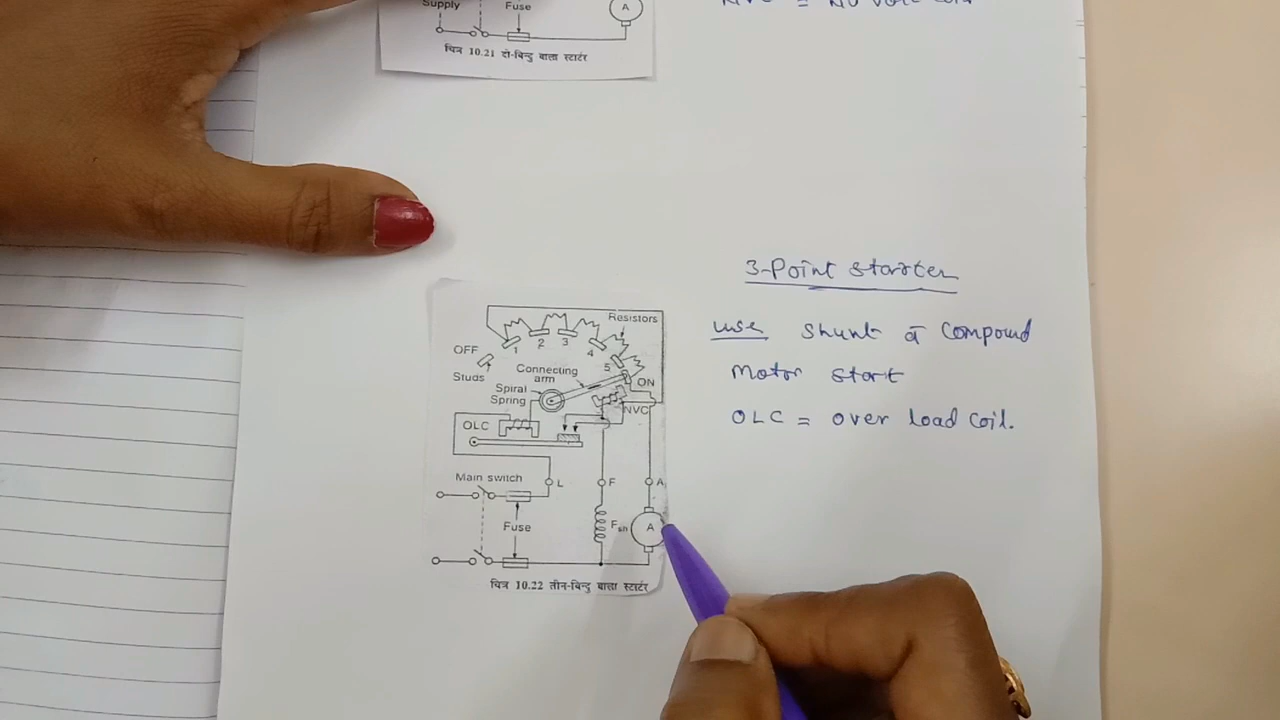 Supply
Fuse
A
चित्र 10.21 दो-बिन्दु वाला स्टार्टर
3-Point starter
use shunt a compound
Motor start
OLC = over load coil.
Resistors
OFF
1
2
3
4
5
Studs
Connecting
arm
ON
Spiral
Spring
NVC
OLC
Main switch
L
F
A
Fuse
Fsh
A
चित्र 10.22 तीन-बिन्दु वाला स्टार्टर